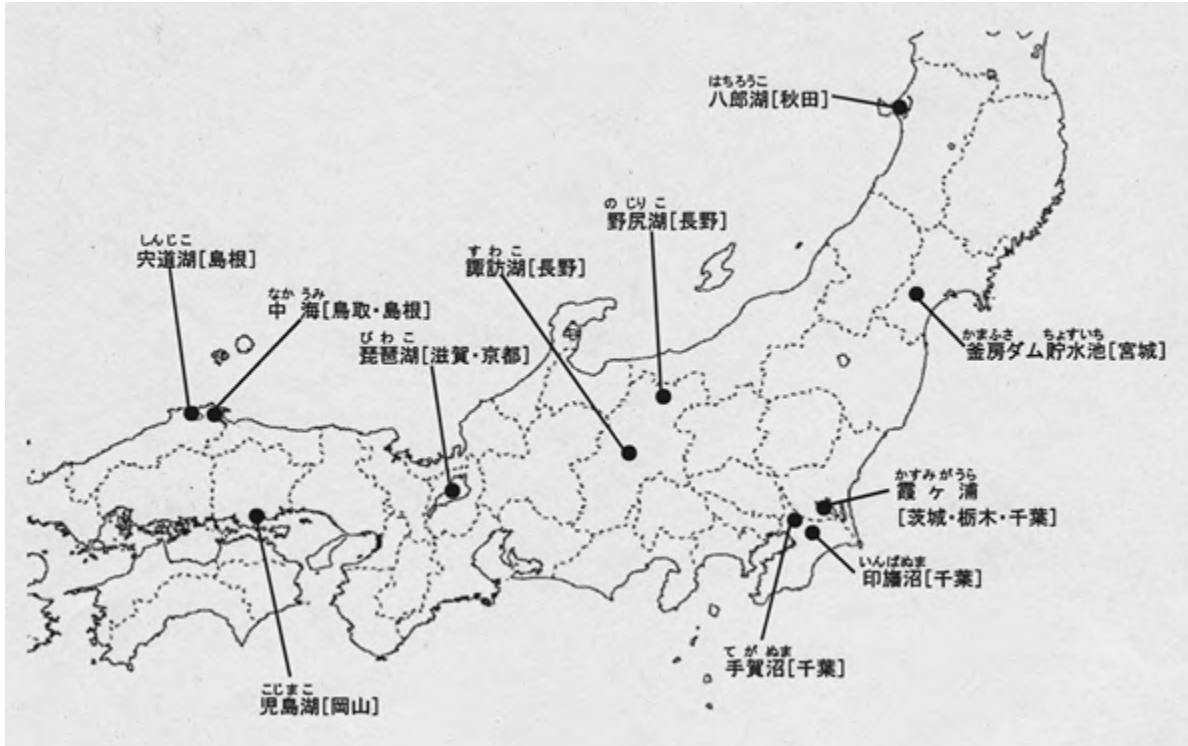 はちろうこ
八郎湖[秋田]
のじりこ
野尻湖[長野]
しんじこ
宍道湖[島根]
すわこ
諏訪湖[長野]
なかうみ
中海[鳥取・島根]
びわこ
琵琶湖[滋賀・京都]
かまふさ ちょすいち
釜房ダム貯水池[宮城]
かすみがうら
霞ヶ浦
[茨城・栃木・千葉]
いんばぬま
印旛沼[千葉]
てがぬま
手賀沼[千葉]
こじまこ
児島湖[岡山]